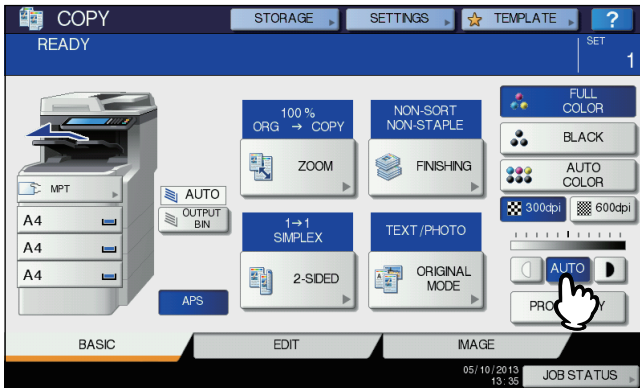 COPY
STORAGE
SETTINGS
TEMPLATE
?
READY
SET
1
100 %
ORG → COPY
ZOOM
NON-SORT
NON-STAPLE
FINISHING
FULL
COLOR
BLACK
AUTO
COLOR
300dpi
600dpi
MPT
A4
A4
A4
AUTO
OUTPUT
BIN
APS
1→1
SIMPLEX
2-SIDED
TEXT/PHOTO
A
ORIGINAL
MODE
AUTO
BASIC
EDIT
IMAGE
05/10/2013
13:35
JOB STATUS